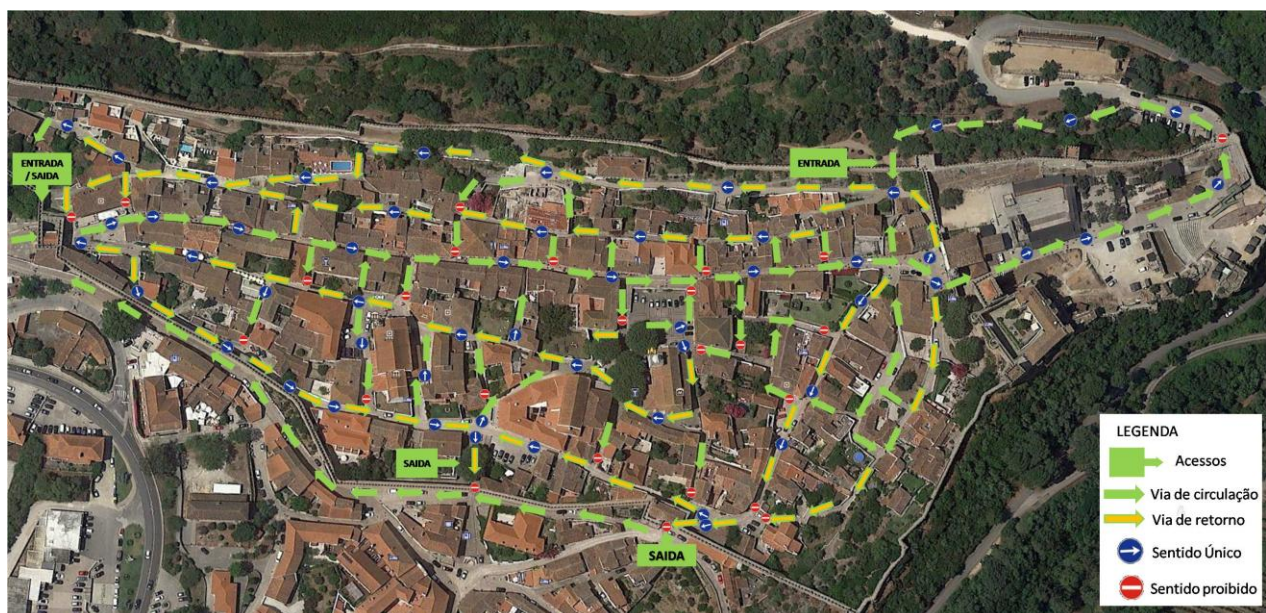 ENTRADA
/ SAIDA
ENTRADA
SAIDA
SAIDA
LEGENDA
Acessos
Via de circulação
Via de retorno
Sentido Único
Sentido proibido